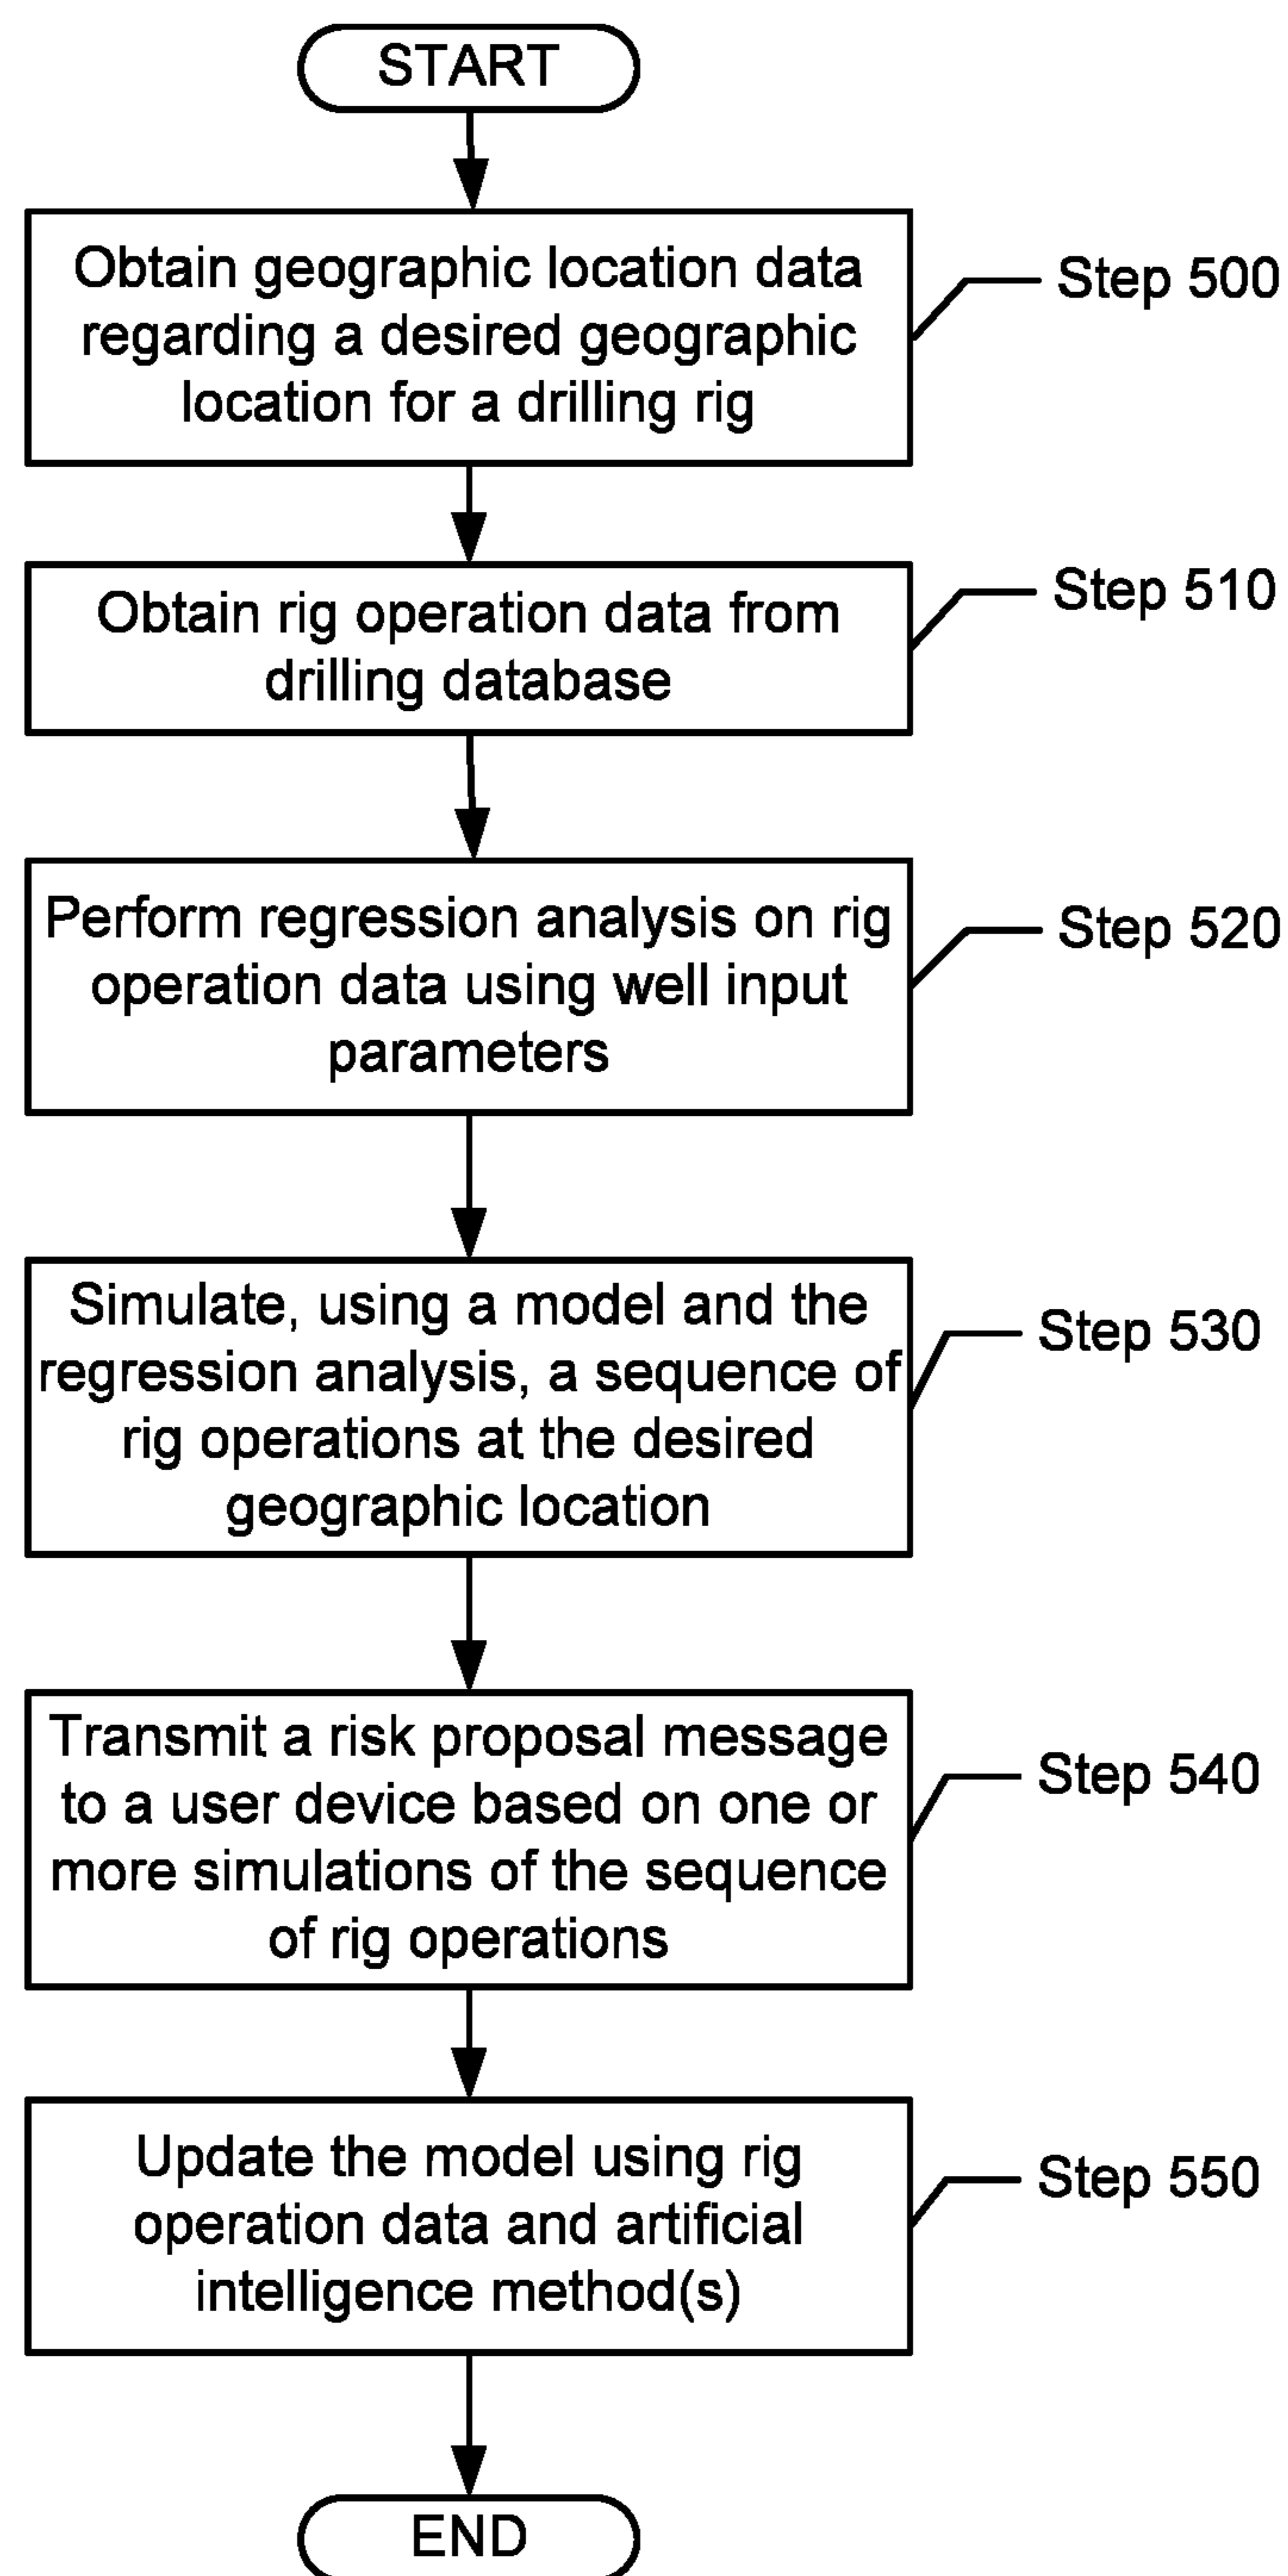 START
Obtain geographic location data
regarding a desired geographic
location for a drilling rig
Step 500
Obtain rig operation data from
drilling database
Step 510
Perform regression analysis on rig
operation data using well input
parameters
Step 520
Simulate, using a model and the
regression analysis, a sequence of
rig operations at the desired
geographic location
Step 530
Transmit a risk proposal message
to a user device based on one or
more simulations of the sequence
of rig operations
Step 540
Update the model using rig
operation data and artificial
intelligence method(s)
Step 550
END